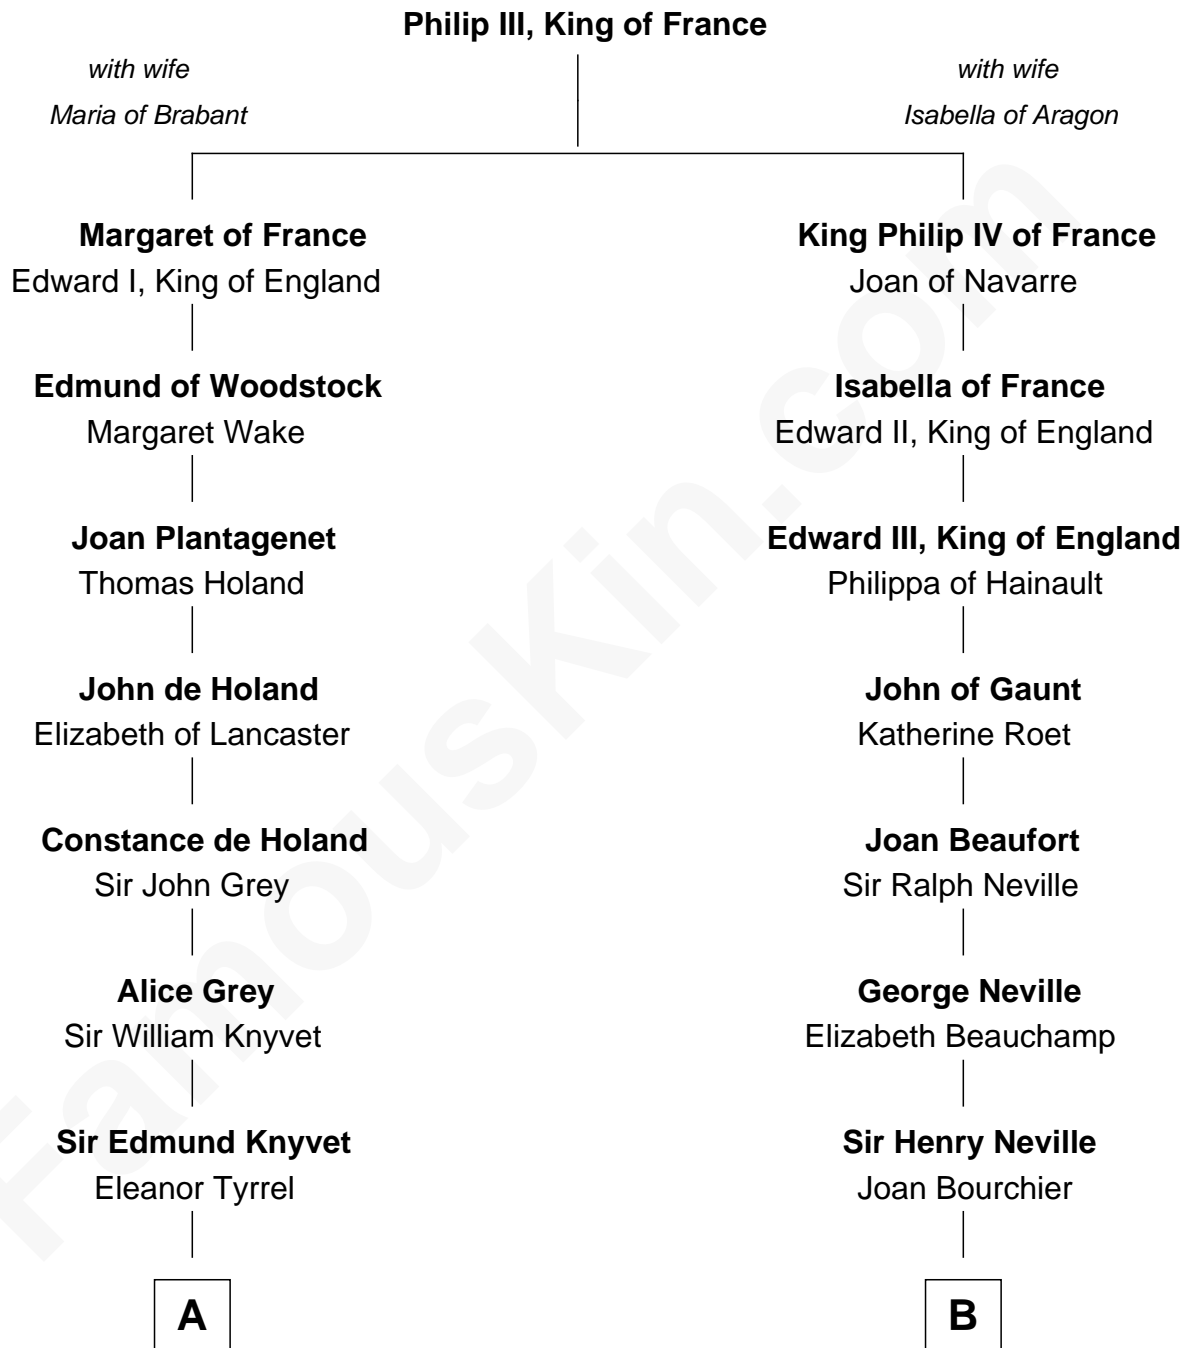 Philip III, King of France
with wife
Maria of Brabant
with wife
Isabella of Aragon
Margaret of France
Edward I, King of England
King Philip IV of France
Joan of Navarre
Edmund of Woodstock
Margaret Wake
Isabella of France
Edward II, King of England
Joan Plantagenet
Thomas Holand
Edward III, King of England
Philippa of Hainault
John de Holand
Elizabeth of Lancaster
John of Gaunt
Katherine Roet
Constance de Holand
Sir John Grey
Joan Beaufort
Sir Ralph Neville
Alice Grey
Sir William Knyvet
George Neville
Elizabeth Beauchamp
Sir Edmund Knyvet
Eleanor Tyrrel
Sir Henry Neville
Joan Bourchier
A
B
FamousKin.com